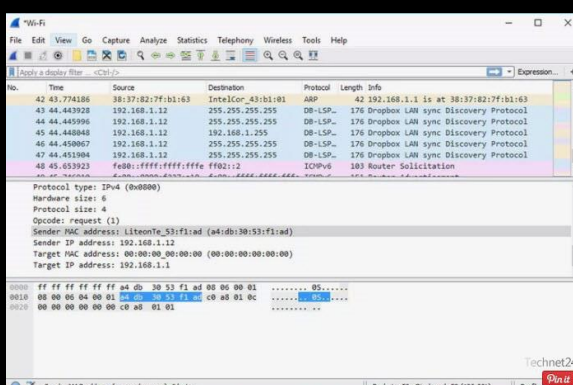 *Wi-Fi
File Edit View Go Capture Analyze Statistics Telephony Wireless Tools Help
Apply a display filter ... <Ctrl-/> Expression...
No. Time Source Destination Protocol Length Info
42 43.774186 38:37:82:7f:b1:63 IntelCor_43:b1:01 ARP 42 192.168.1.1 is at 38:37:82:7f:b1:63
43 44.443928 192.168.1.12 255.255.255.255 DB-LSP… 176 Dropbox LAN sync Discovery Protocol
44 44.445996 192.168.1.12 255.255.255.255 DB-LSP… 176 Dropbox LAN sync Discovery Protocol
45 44.448048 192.168.1.12 192.168.1.255 DB-LSP… 176 Dropbox LAN sync Discovery Protocol
46 44.450067 192.168.1.12 255.255.255.255 DB-LSP… 176 Dropbox LAN sync Discovery Protocol
47 44.451904 192.168.1.12 255.255.255.255 DB-LSP… 176 Dropbox LAN sync Discovery Protocol
48 45.653923 fe80::ffff:ffff:fffe ff02::2 ICMPv6 103 Router Solicitation
Protocol type: IPv4 (0x0800)
Hardware size: 6
Protocol size: 4
Opcode: request (1)
Sender MAC address: LiteonTe_53:f1:ad (a4:db:30:53:f1:ad)
Sender IP address: 192.168.1.12
Target MAC address: 00:00:00_00:00:00 (00:00:00:00:00:00)
Target IP address: 192.168.1.1
0000 ff ff ff ff ff ff a4 db 30 53 f1 ad 08 06 00 01 ........ 0S......
0010 08 00 06 04 00 01 a4 db 30 53 f1 ad c0 a8 01 0c ........ 0S......
0020 00 00 00 00 00 00 c0 a8 01 01 ........ ..
Technet24
Pin it